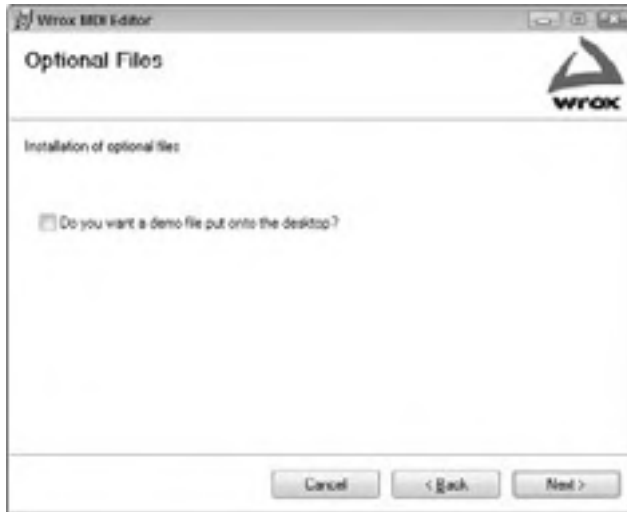 Wrox MDI Editor
Optional Files
wrox
Installation of optional files
Do you want a demo file put onto the desktop?
Cancel
< Back
Next >